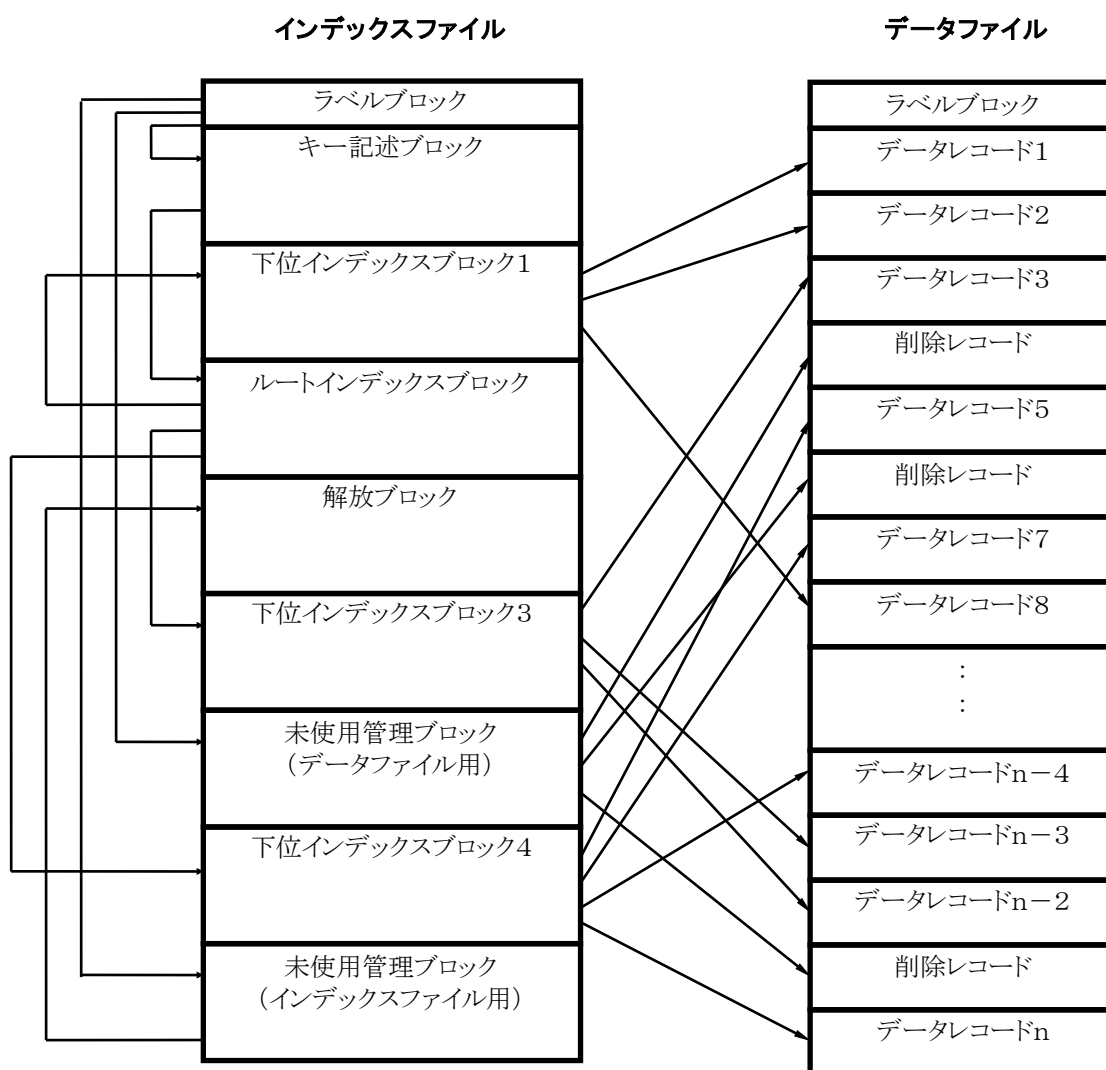 インデックスファイル
ラベルブロック
キー記述ブロック
下位インデックスブロック1
ルートインデックスブロック
解放ブロック
下位インデックスブロック3
未使用管理ブロック
(データファイル用)
下位インデックスブロック4
未使用管理ブロック
(インデックスファイル用)
データファイル
ラベルブロック
データレコード1
データレコード2
データレコード3
削除レコード
データレコード5
削除レコード
データレコード7
データレコード8
:
:
データレコードn-4
データレコードn-3
データレコードn-2
削除レコード
データレコードn